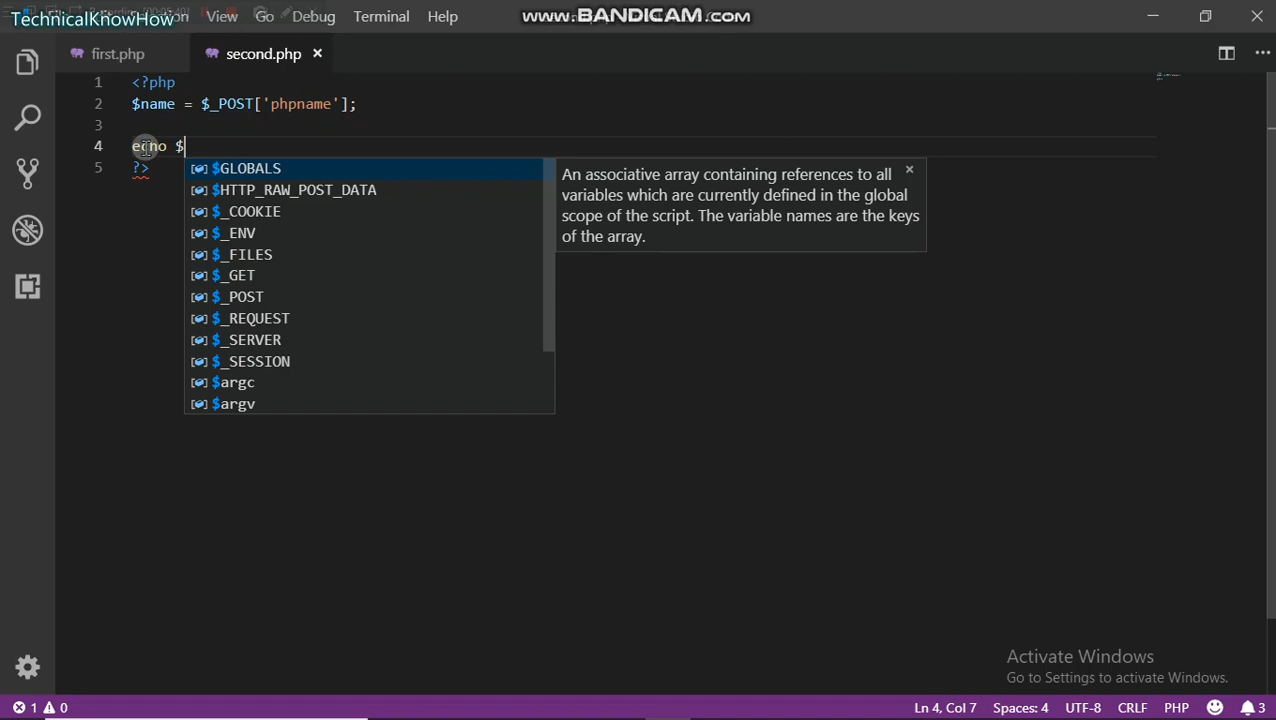 TechnicalKnowHow
View Go Debug Terminal Help
www.BANDICAM.com
first.php
second.php ×
1 <?php
2 $name = $_POST['phpname'];
3
4 echo $
5 ?>
$GLOBALS
$HTTP_RAW_POST_DATA
$_COOKIE
$_ENV
$_FILES
$_GET
$_POST
$_REQUEST
$_SERVER
$_SESSION
$argc
$argv
An associative array containing references to all
variables which are currently defined in the global
scope of the script. The variable names are the keys
of the array.
Activate Windows
Go to Settings to activate Windows.
1 0 Ln 4, Col 7 Spaces: 4 UTF-8 CRLF PHP 3